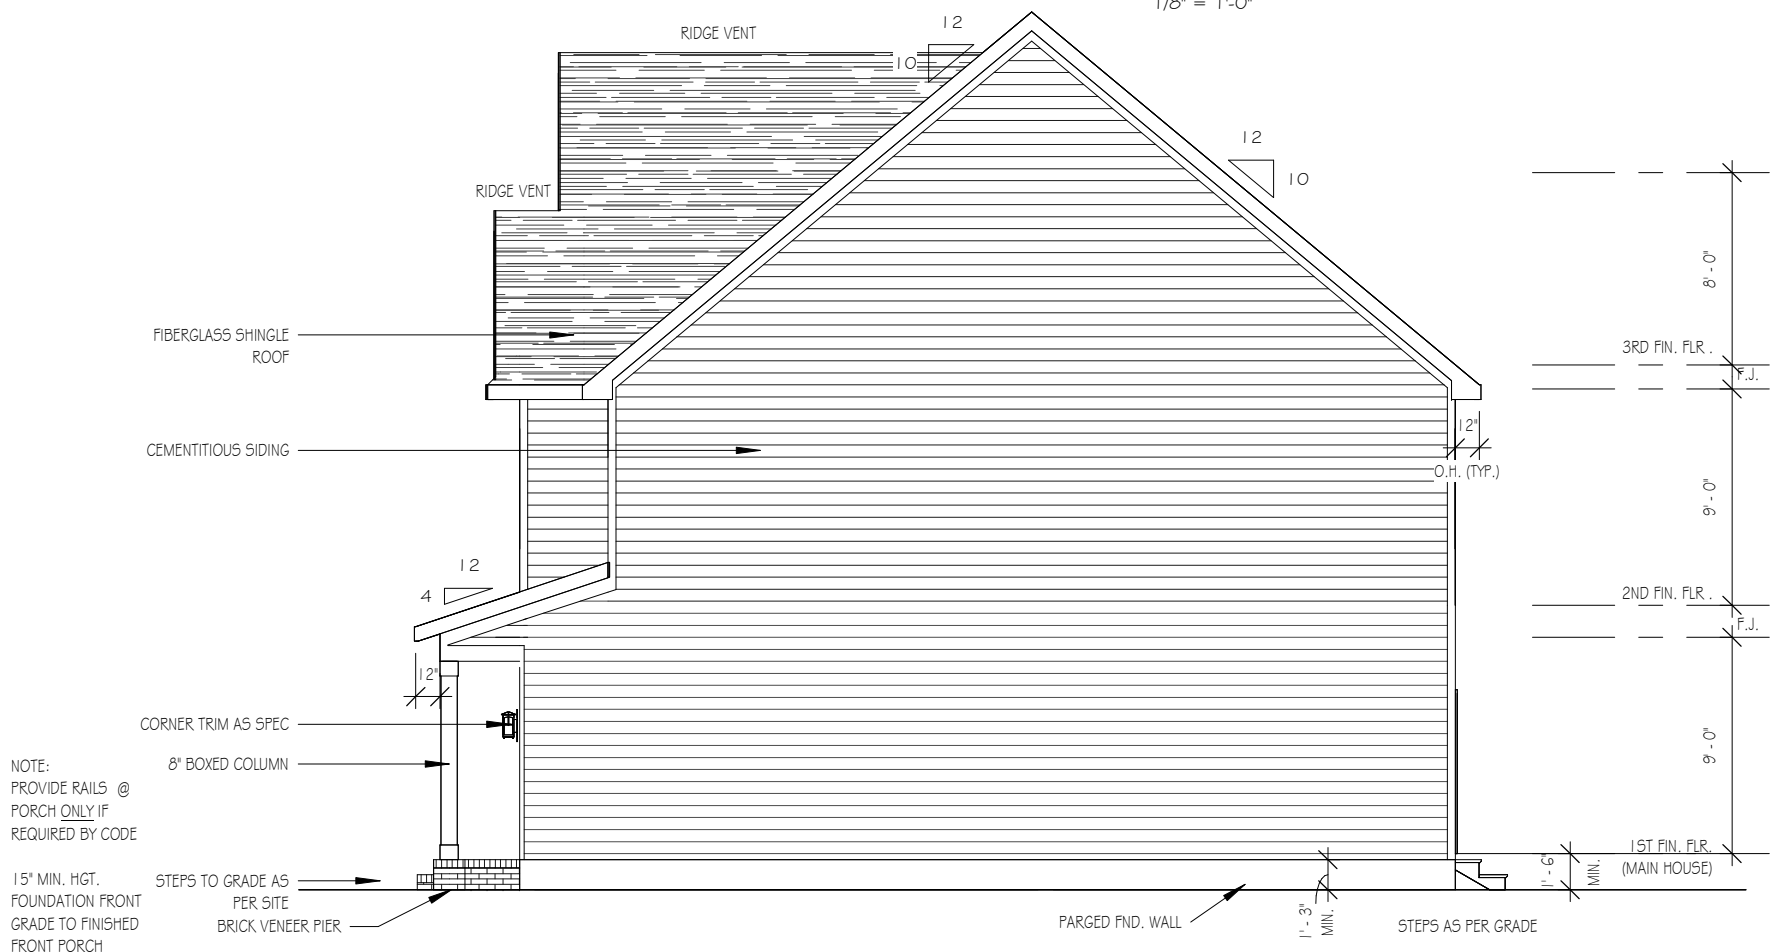 1/8" = 1'-0"
RIDGE VENT
12
10
12
10
RIDGE VENT
8' - 0"
FIBERGLASS SHINGLE
ROOF
3RD FIN. FLR.
F.J.
12"
O.H. (TYP.)
CEMENTITIOUS SIDING
9' - 0"
12
4
2ND FIN. FLR.
F.J.
12"
CORNER TRIM AS SPEC
9' - 0"
8" BOXED COLUMN
NOTE:
PROVIDE RAILS @
PORCH ONLY IF
REQUIRED BY CODE
1ST FIN. FLR.
(MAIN HOUSE)
1' - 6"
MIN.
15" MIN. HGT.
FOUNDATION FRONT
GRADE TO FINISHED
FRONT PORCH
STEPS TO GRADE AS
PER SITE
BRICK VENEER PIER
PARGED FND. WALL
1' - 3"
MIN.
STEPS AS PER GRADE